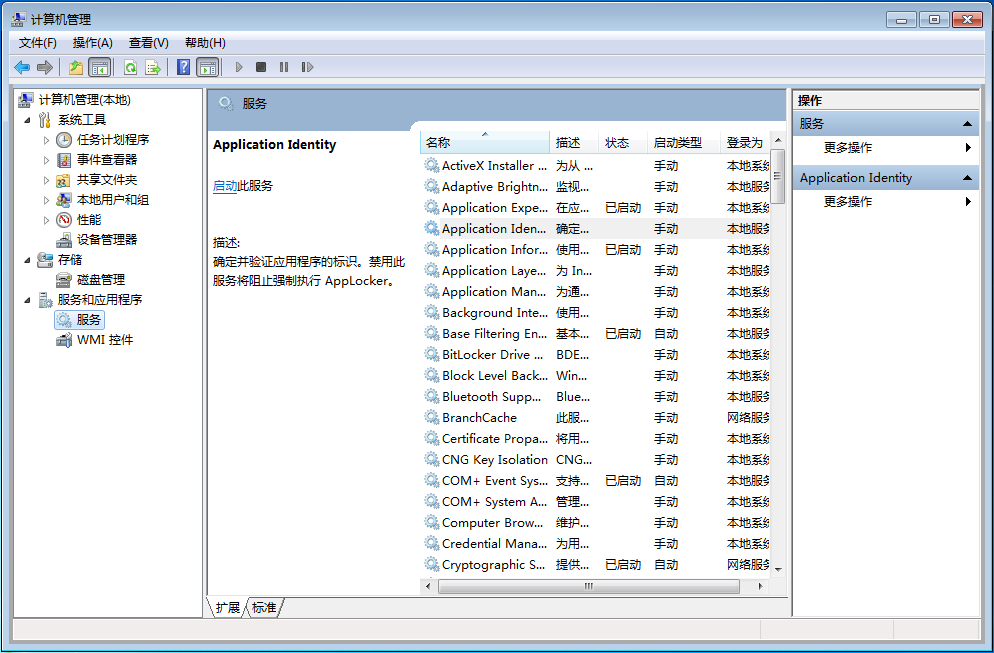 计算机管理
文件(F) 操作(A) 查看(V) 帮助(H)
计算机管理(本地)
系统工具
任务计划程序
事件查看器
共享文件夹
本地用户和组
性能
设备管理器
存储
磁盘管理
服务和应用程序
服务
WMI 控件
服务
Application Identity
启动此服务
描述:
确定并验证应用程序的标识。禁用此
服务将阻止强制执行 AppLocker。
名称 描述 状态 启动类型 登录为
ActiveX Installer ... 为从 ... 手动 本地系统
Adaptive Brightn... 监视... 手动 本地服务
Application Expe... 在应... 已启动 手动 本地系统
Application Iden... 确定... 手动 本地服务
Application Infor... 使用... 已启动 手动 本地系统
Application Laye... 为 In... 手动 本地服务
Application Man... 为通... 手动 本地系统
Background Inte... 使用... 手动 本地系统
Base Filtering En... 基本... 已启动 自动 本地服务
BitLocker Drive ... BDE... 手动 本地系统
Block Level Back... Win... 手动 本地系统
Bluetooth Supp... Blue... 手动 本地服务
BranchCache 此服... 手动 网络服务
Certificate Propa... 将用... 手动 本地系统
CNG Key Isolation CNG... 手动 本地系统
COM+ Event Sys... 支持... 已启动 自动 本地服务
COM+ System A... 管理... 手动 本地系统
Computer Brow... 维护... 手动 本地系统
Credential Mana... 为用... 手动 本地系统
Cryptographic S... 提供... 已启动 自动 网络服务
扩展 标准
操作
服务
更多操作
Application Identity
更多操作